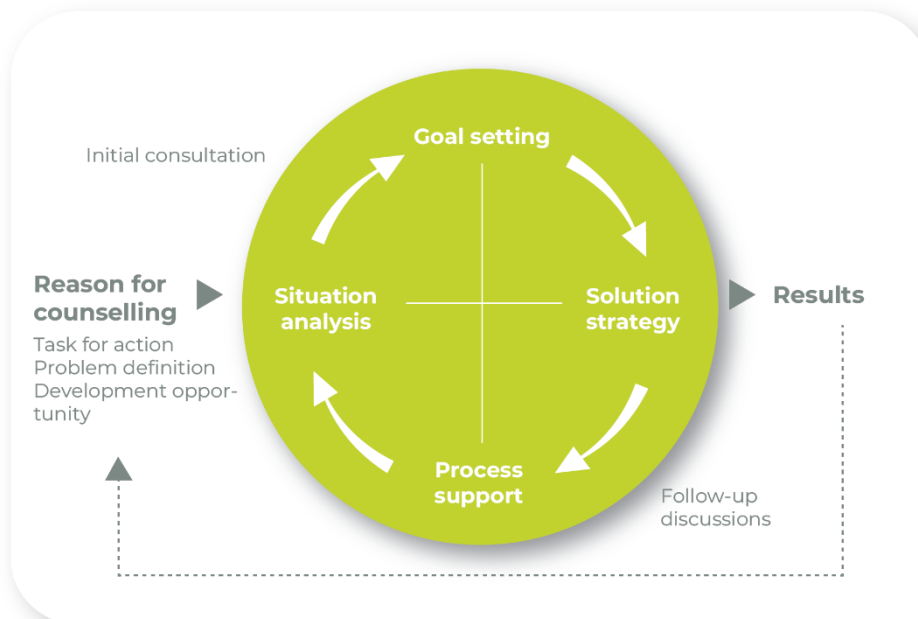 Goal setting
Initial consultation
Reason for
counselling
Task for action
Problem definition
Development oppor-
tunity
Situation
analysis
Solution
strategy
Results
Process
support
Follow-up
discussions